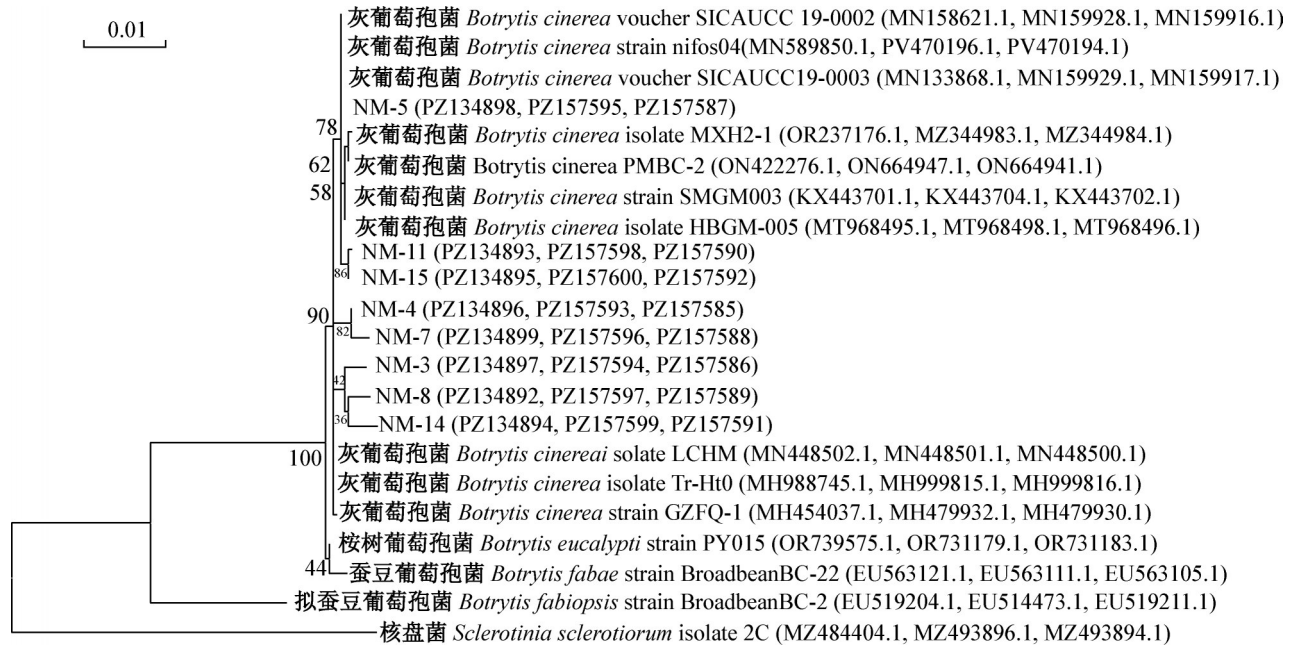 0.01
灰葡萄孢菌 Botrytis cinerea voucher SICAUCC 19-0002 (MN158621.1, MN159928.1, MN159916.1)
灰葡萄孢菌 Botrytis cinerea strain nifos04(MN589850.1, PV470196.1, PV470194.1)
灰葡萄孢菌 Botrytis cinerea voucher SICAUCC19-0003 (MN133868.1, MN159929.1, MN159917.1)
NM-5 (PZ134898, PZ157595, PZ157587)
78
灰葡萄孢菌 Botrytis cinerea isolate MXH2-1 (OR237176.1, MZ344983.1, MZ344984.1)
62
灰葡萄孢菌 Botrytis cinerea PMBC-2 (ON422276.1, ON664947.1, ON664941.1)
58
灰葡萄孢菌 Botrytis cinerea strain SMGM003 (KX443701.1, KX443704.1, KX443702.1)
灰葡萄孢菌 Botrytis cinerea isolate HBGM-005 (MT968495.1, MT968498.1, MT968496.1)
NM-11 (PZ134893, PZ157598, PZ157590)
86
NM-15 (PZ134895, PZ157600, PZ157592)
NM-4 (PZ134896, PZ157593, PZ157585)
90
82
NM-7 (PZ134899, PZ157596, PZ157588)
NM-3 (PZ134897, PZ157594, PZ157586)
42
NM-8 (PZ134892, PZ157597, PZ157589)
36
NM-14 (PZ134894, PZ157599, PZ157591)
100
灰葡萄孢菌 Botrytis cinereai solate LCHM (MN448502.1, MN448501.1, MN448500.1)
灰葡萄孢菌 Botrytis cinerea isolate Tr-Ht0 (MH988745.1, MH999815.1, MH999816.1)
灰葡萄孢菌 Botrytis cinerea strain GZFQ-1 (MH454037.1, MH479932.1, MH479930.1)
桉树葡萄孢菌 Botrytis eucalypti strain PY015 (OR739575.1, OR731179.1, OR731183.1)
44
蚕豆葡萄孢菌 Botrytis fabae strain BroadbeanBC-22 (EU563121.1, EU563111.1, EU563105.1)
拟蚕豆葡萄孢菌 Botrytis fabiopsis strain BroadbeanBC-2 (EU519204.1, EU514473.1, EU519211.1)
核盘菌 Sclerotinia sclerotiorum isolate 2C (MZ484404.1, MZ493896.1, MZ493894.1)